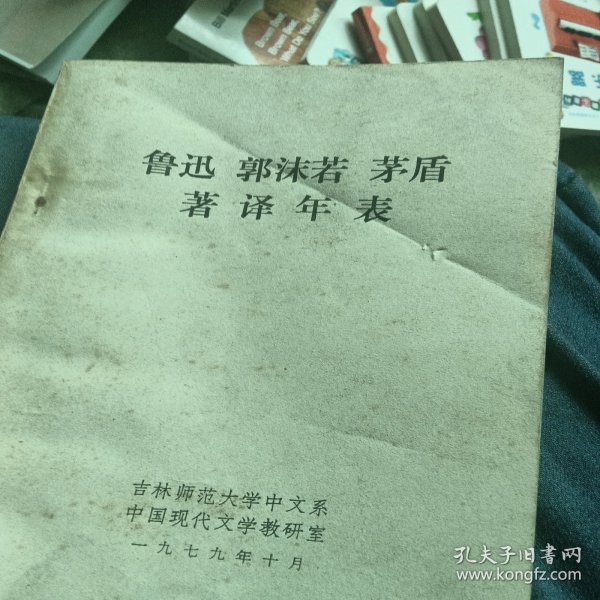 鲁迅 郭沫若 茅盾
著译年表
吉林师范大学中文系
中国现代文学教研室
一九七九年十月
孔夫子旧书网
www.kongfz.com